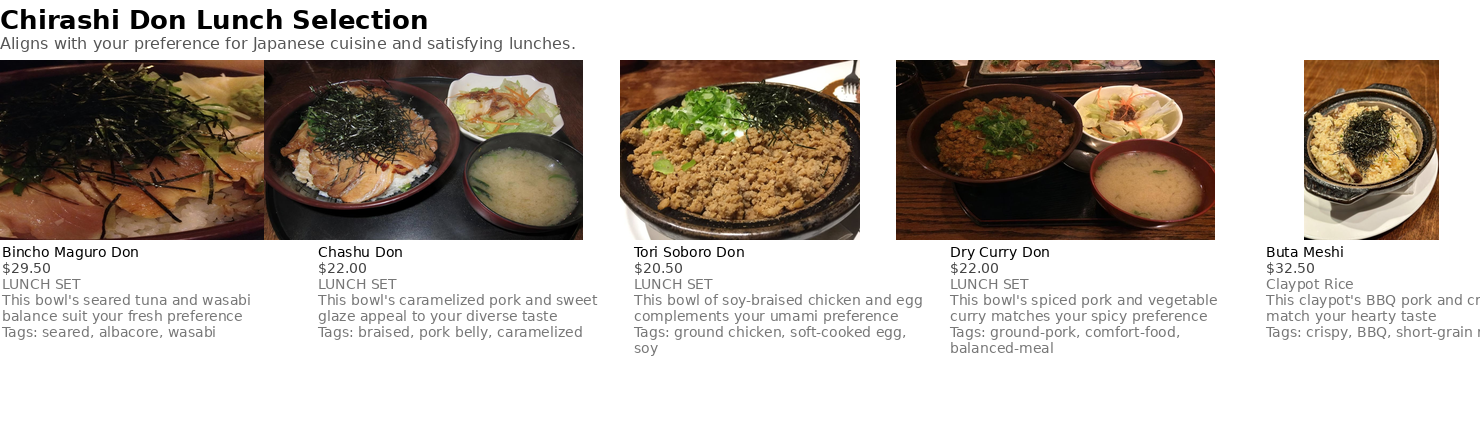 Chirashi Don Lunch Selection
Aligns with your preference for Japanese cuisine and satisfying lunches.
Bincho Maguro Don
$29.50
LUNCH SET
This bowl's seared tuna and wasabi
balance suit your fresh preference
Tags: seared, albacore, wasabi
Chashu Don
$22.00
LUNCH SET
This bowl's caramelized pork and sweet
glaze appeal to your diverse taste
Tags: braised, pork belly, caramelized
Tori Soboro Don
$20.50
LUNCH SET
This bowl of soy-braised chicken and egg
complements your umami preference
Tags: ground chicken, soft-cooked egg,
soy
Dry Curry Don
$22.00
LUNCH SET
This bowl's spiced pork and vegetable
curry matches your spicy preference
Tags: ground-pork, comfort-food,
balanced-meal
Buta Meshi
$32.50
Claypot Rice
This claypot's BBQ pork and
match your hearty taste
Tags: crispy, BBQ, short-grain